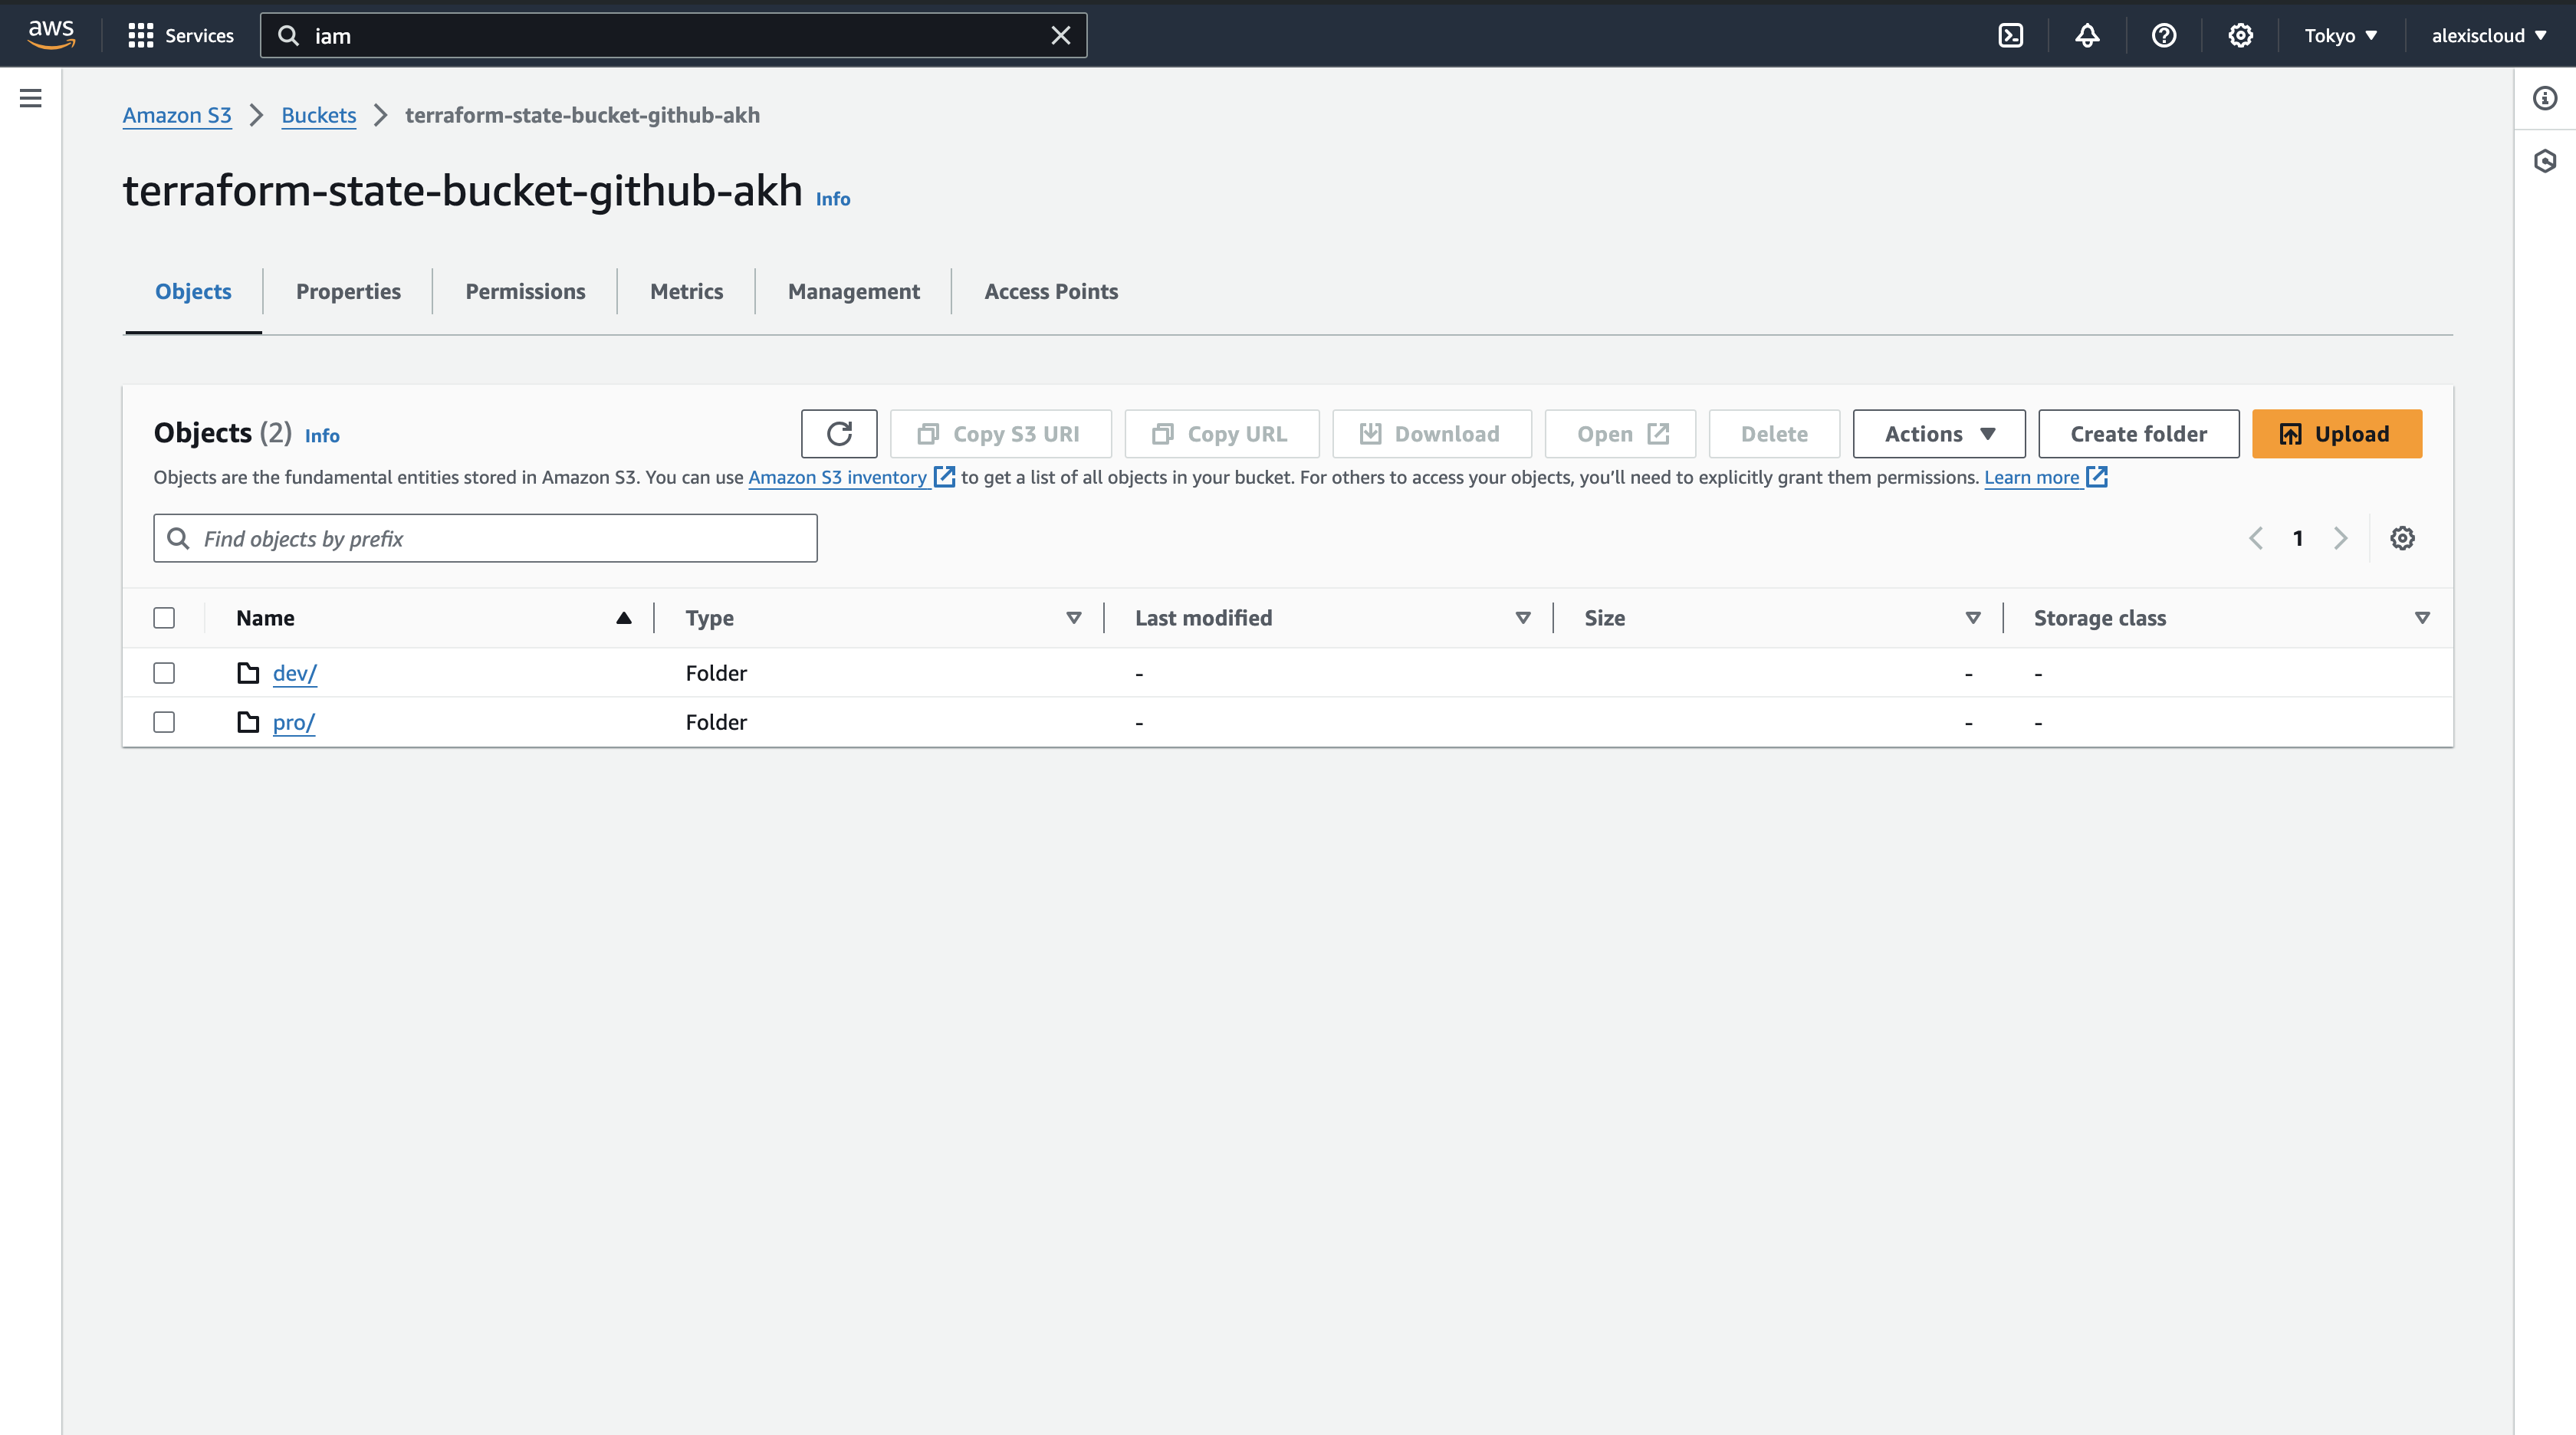 aws Services iam Tokyo alexiscloud
Amazon S3 Buckets terraform-state-bucket-github-akh
terraform-state-bucket-github-akh Info
Objects Properties Permissions Metrics Management Access Points
Objects (2) Info Copy S3 URI Copy URL Download Open Delete Actions Create folder Upload
Objects are the fundamental entities stored in Amazon S3. You can use Amazon S3 inventory to get a list of all objects in your bucket. For others to access your objects, you’ll need to explicitly grant them permissions. Learn more
Find objects by prefix 1
Name Type Last modified Size Storage class
dev/ Folder - - -
pro/ Folder - - -